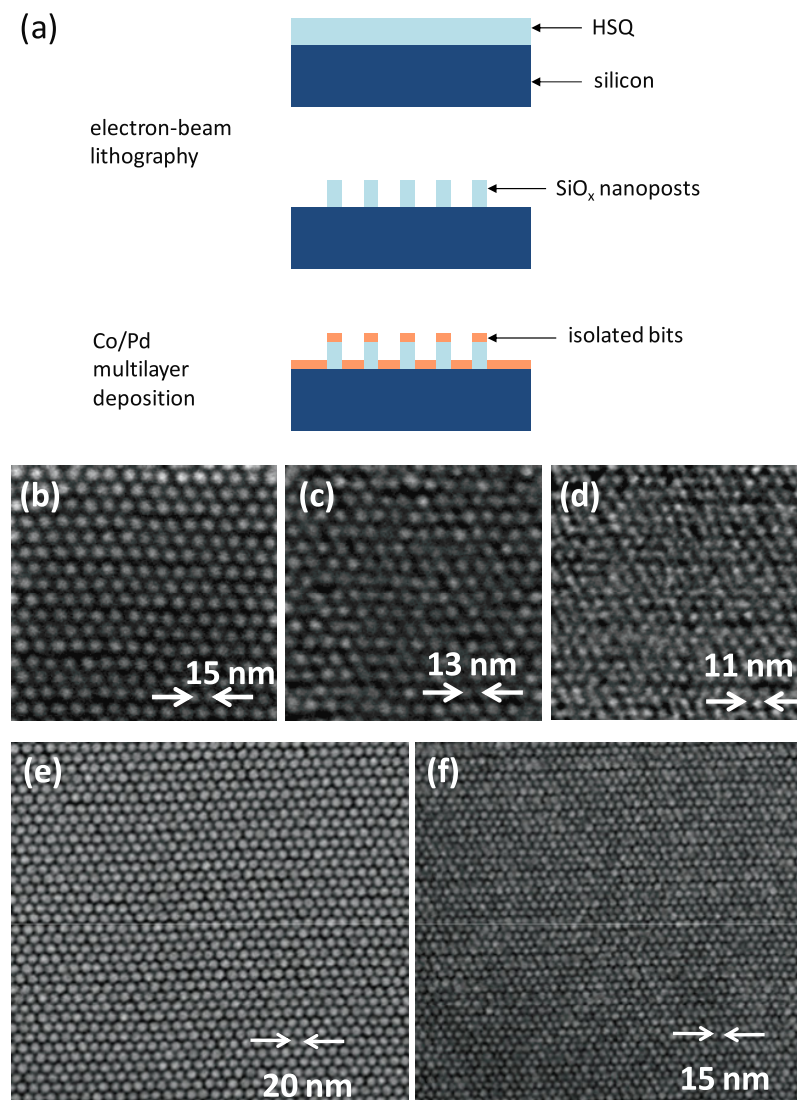 (a)
HSQ
silicon
electron-beam
lithography
SiOₓ nanoposts
Co/Pd
multilayer
deposition
isolated bits
(b)
15 nm
(c)
13 nm
(d)
11 nm
(e)
20 nm
(f)
15 nm